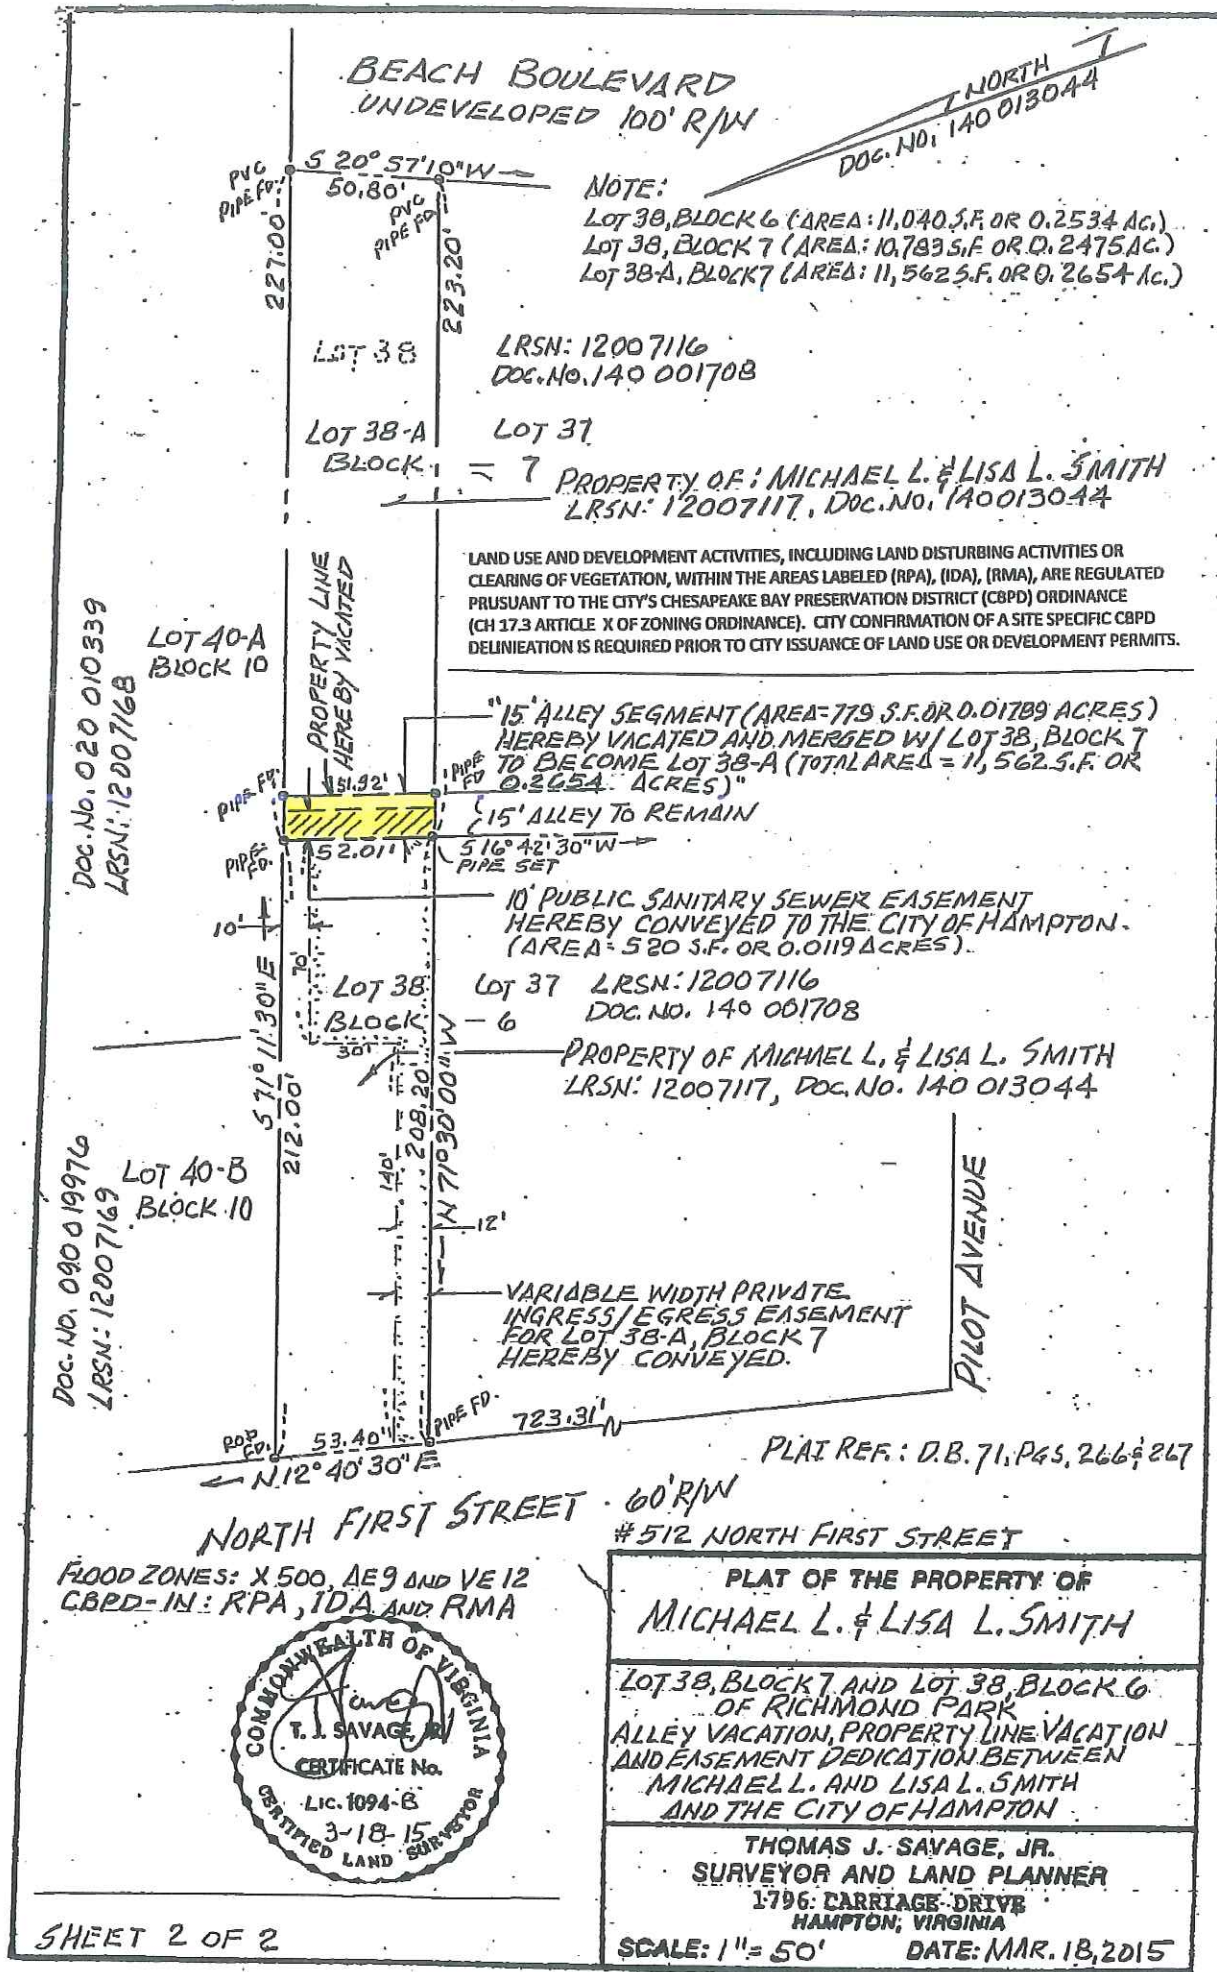 BEACH BOULEVARD
UNDEVELOPED 100' R/W
NORTH
DOC. NO. 140 013044
S 20° 57' 10" W
50.80'
PVC
PIPE FD.
PVC
PIPE FD.
227.00'
223.20'
NOTE:
LOT 38, BLOCK 6 (AREA: 11,040 S.F. OR 0.2534 AC.)
LOT 38, BLOCK 7 (AREA: 10,783 S.F. OR 0.2475 AC.)
LOT 38-A, BLOCK 7 (AREA: 11,562 S.F. OR 0.2654 AC.)
LOT 38
LRSN: 12007116
DOC. NO. 140 001708
LOT 38-A LOT 37
BLOCK = 7
PROPERTY OF: MICHAEL L. & LISA L. SMITH
LRSN: 12007117, DOC. NO. 140013044
LAND USE AND DEVELOPMENT ACTIVITIES, INCLUDING LAND DISTURBING ACTIVITIES OR
CLEARING OF VEGETATION, WITHIN THE AREAS LABELED (RPA), (IDA), (RMA), ARE REGULATED
PRUSUANT TO THE CITY'S CHESAPEAKE BAY PRESERVATION DISTRICT (CBPD) ORDINANCE
(CH 17.3 ARTICLE X OF ZONING ORDINANCE). CITY CONFIRMATION OF A SITE SPECIFIC CBPD
DELINIEATION IS REQUIRED PRIOR TO CITY ISSUANCE OF LAND USE OR DEVELOPMENT PERMITS.
PROPERTY LINE
HEREBY VACATED
LOT 40-A
BLOCK 10
DOC. NO. 020 010339
LRSN: 12007168
"15' ALLEY SEGMENT (AREA=779 S.F. OR 0.01789 ACRES)
HEREBY VACATED AND MERGED W/ LOT 38, BLOCK 7
TO BECOME LOT 38-A (TOTAL AREA = 11,562 S.F. OR
0.2654 ACRES)"
PIPE FD.
51.92'
PIPE
FD
15' ALLEY TO REMAIN
PIPE
FD.
52.01'
S 16° 42' 30" W
PIPE SET
10' PUBLIC SANITARY SEWER EASEMENT
HEREBY CONVEYED TO THE CITY OF HAMPTON.
(AREA= 520 S.F. OR 0.0119 ACRES).
10'
70'
LOT 38 LOT 37
BLOCK - 6
LRSN: 12007116
DOC. NO. 140 001708
30'
PROPERTY OF MICHAEL L. & LISA L. SMITH
LRSN: 12007117, DOC. NO. 140 013044
S 71° 11' 30" E
212.00'
208.20'
N 71° 30' 00" W
140'
12'
LOT 40-B
BLOCK 10
DOC. NO. 090 019976
LRSN: 12007169
VARIABLE WIDTH PRIVATE
INGRESS/EGRESS EASEMENT
FOR LOT 38-A, BLOCK 7
HEREBY CONVEYED.
PILOT AVENUE
FD.
53.40'
PIPE FD.
723.31'
N 12° 40' 30" E
PLAT REF.: D.B. 71, PGS. 266 & 267
NORTH FIRST STREET 60' R/W
#512 NORTH FIRST STREET
FLOOD ZONES: X 500, AE9 AND VE 12
CBPD-IN: RPA, IDA AND RMA
COMMONWEALTH OF VIRGINIA
T. J. SAVAGE, JR.
CERTIFICATE No.
LIC. 1094-B
3-18-15
CERTIFIED LAND SURVEYOR
PLAT OF THE PROPERTY OF
MICHAEL L. & LISA L. SMITH
LOT 38, BLOCK 7 AND LOT 38, BLOCK 6
OF RICHMOND PARK
ALLEY VACATION, PROPERTY LINE VACATION
AND EASEMENT DEDICATION BETWEEN
MICHAEL L. AND LISA L. SMITH
AND THE CITY OF HAMPTON
THOMAS J. SAVAGE, JR.
SURVEYOR AND LAND PLANNER
1796 CARRIAGE DRIVE
HAMPTON, VIRGINIA
SCALE: 1"= 50' DATE: MAR. 18, 2015
SHEET 2 OF 2